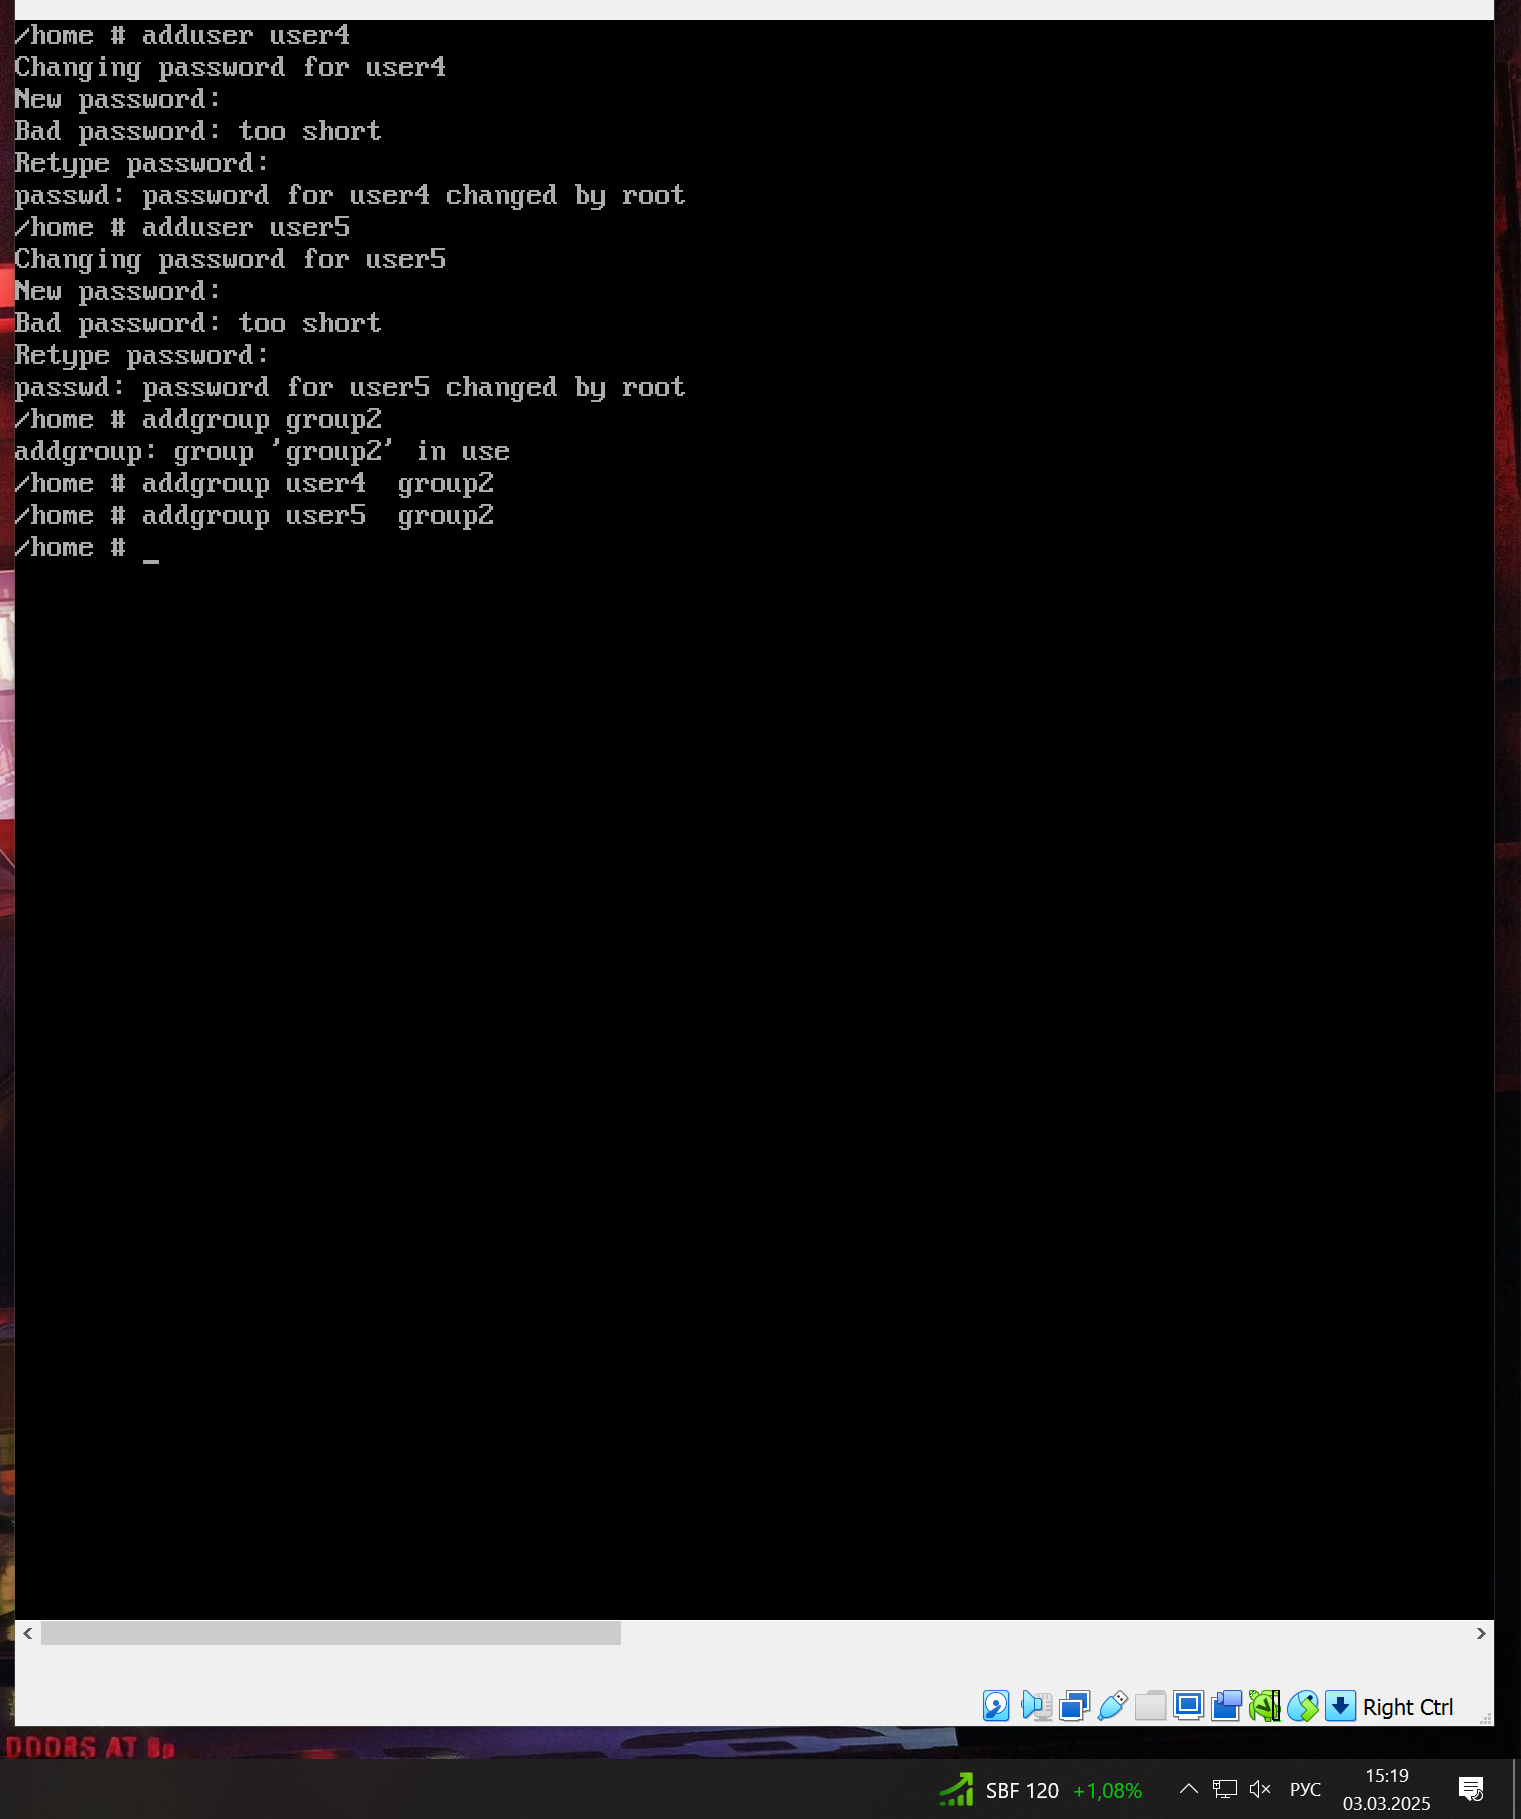 /home # adduser user4
Changing password for user4
New password:
Bad password: too short
Retype password:
passwd: password for user4 changed by root
/home # adduser user5
Changing password for user5
New password:
Bad password: too short
Retype password:
passwd: password for user5 changed by root
/home # addgroup group2
addgroup: group 'group2' in use
/home # addgroup user4  group2
/home # addgroup user5  group2
/home # _
Right Ctrl
DOORS AT 8p
SBF 120 +1,08%
РУС
15:19
03.03.2025